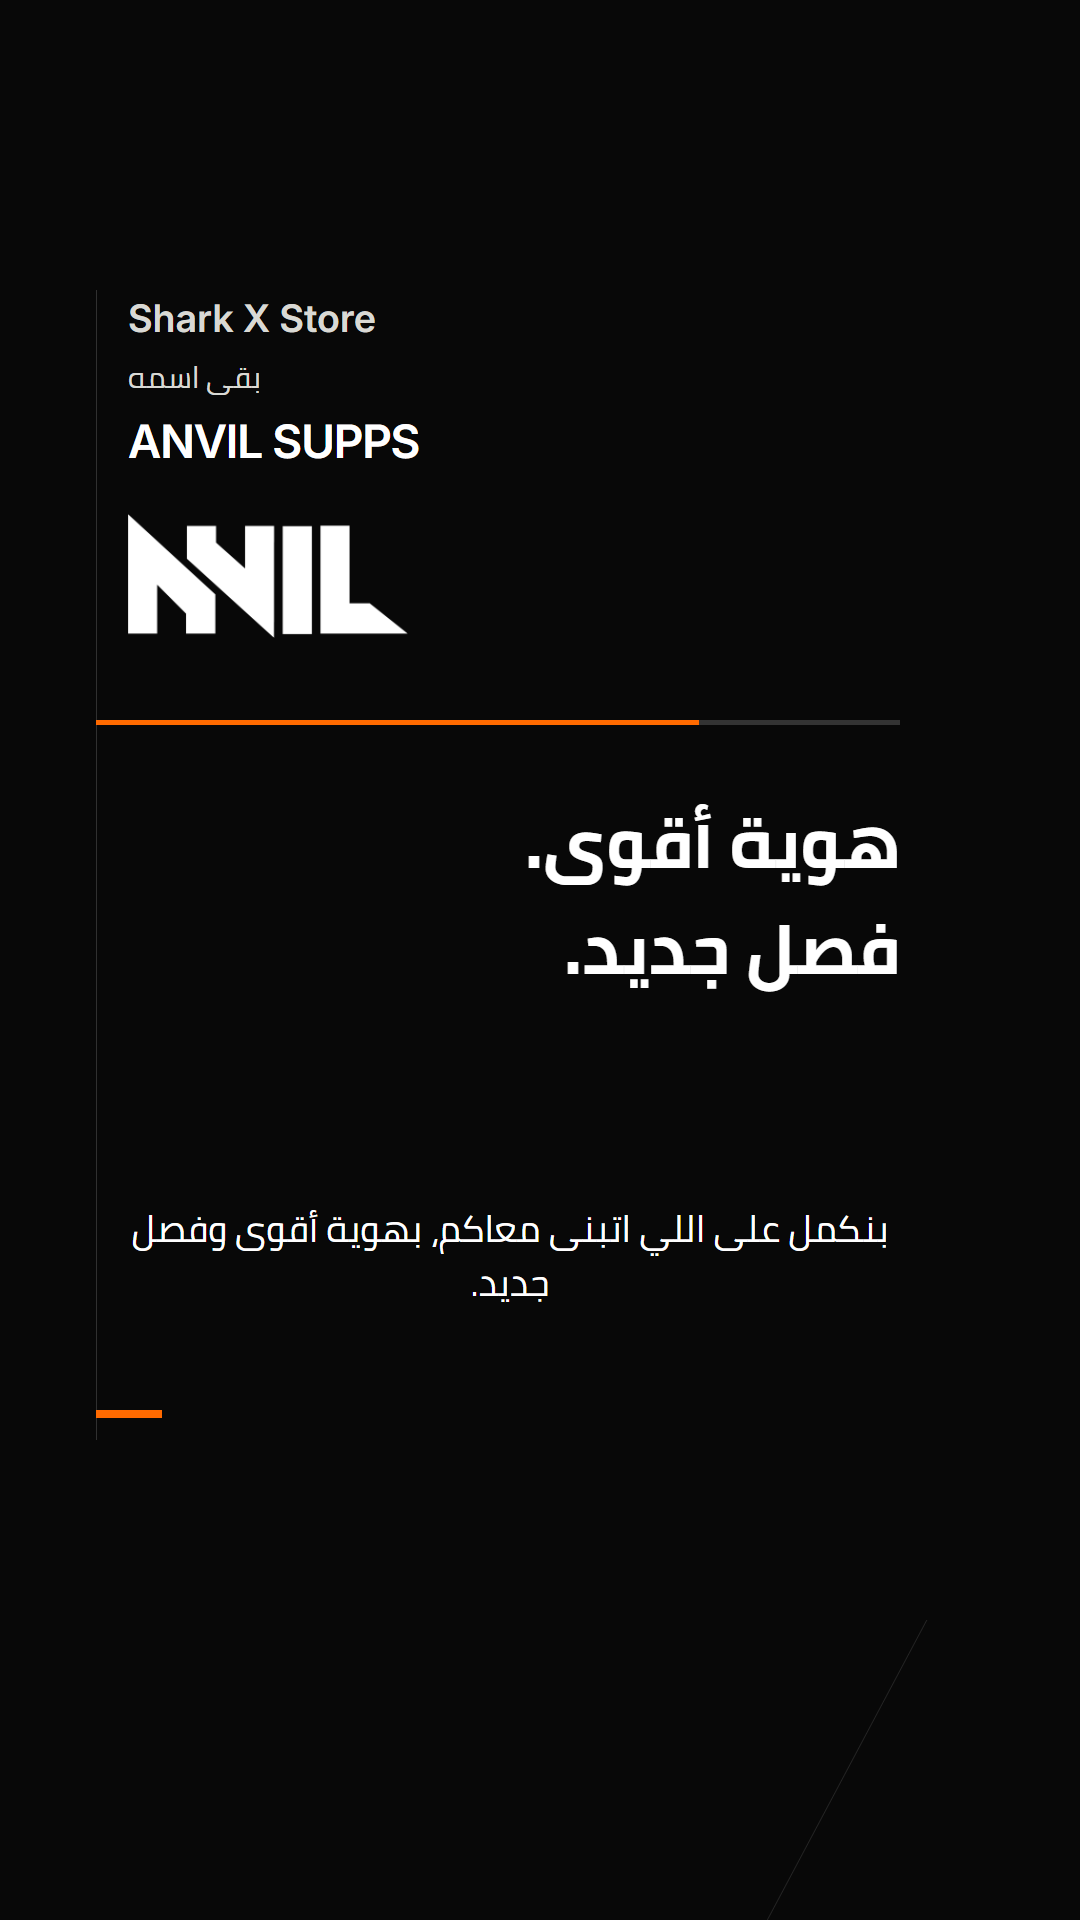 Shark X Store
بقى اسمه
ANVIL SUPPS
ANVIL
هوية أقوى.
فصل جديد.
بنكمل على اللي اتبنى معاكم، بهوية أقوى وفصل
جديد.